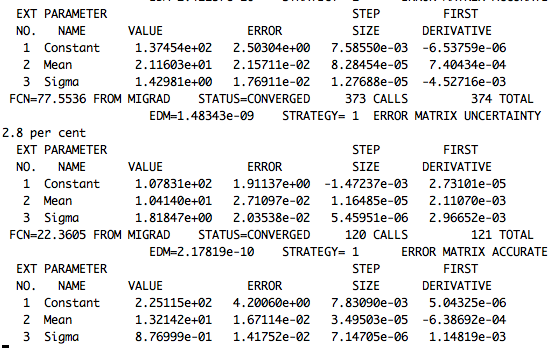 EXT PARAMETER STEP FIRST
NO. NAME VALUE ERROR SIZE DERIVATIVE
1 Constant 1.37454e+02 2.50304e+00 7.58550e-03 -6.53759e-06
2 Mean 2.11603e+01 2.15711e-02 8.28454e-05 7.40434e-04
3 Sigma 1.42981e+00 1.76911e-02 1.27688e-05 -4.52716e-03
FCN=77.5536 FROM MIGRAD STATUS=CONVERGED 373 CALLS 374 TOTAL
EDM=1.48343e-09 STRATEGY= 1 ERROR MATRIX UNCERTAINTY
2.8 per cent
EXT PARAMETER STEP FIRST
NO. NAME VALUE ERROR SIZE DERIVATIVE
1 Constant 1.07831e+02 1.91137e+00 -1.47237e-03 2.73101e-05
2 Mean 1.04140e+01 2.71097e-02 1.16485e-05 2.11070e-03
3 Sigma 1.81847e+00 2.03538e-02 5.45951e-06 2.96652e-03
FCN=22.3605 FROM MIGRAD STATUS=CONVERGED 120 CALLS 121 TOTAL
EDM=2.17819e-10 STRATEGY= 1 ERROR MATRIX ACCURATE
EXT PARAMETER STEP FIRST
NO. NAME VALUE ERROR SIZE DERIVATIVE
1 Constant 2.25115e+02 4.20060e+00 7.83090e-03 5.04325e-06
2 Mean 1.32142e+01 1.67114e-02 3.49503e-05 -6.38692e-04
3 Sigma 8.76999e-01 1.41752e-02 7.14705e-06 1.14819e-03